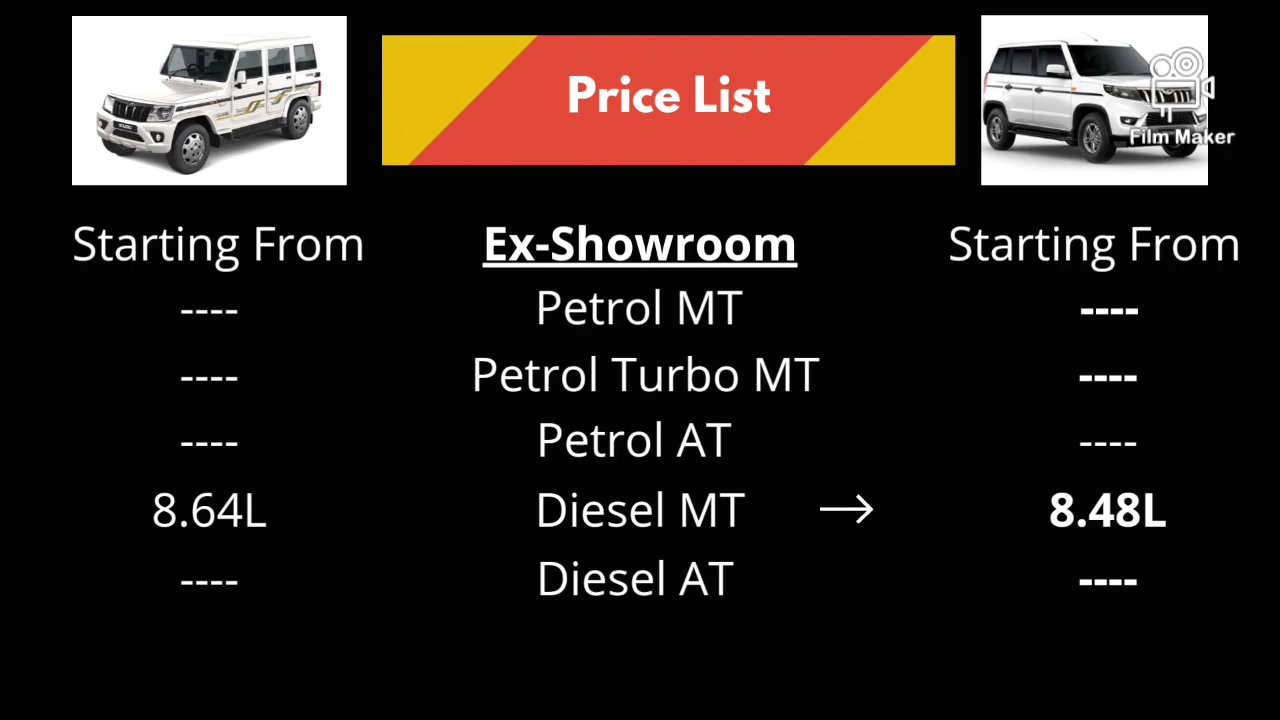 Price List
Film Maker
Starting From Ex-Showroom Starting From
---- Petrol MT ----
---- Petrol Turbo MT ----
---- Petrol AT ----
8.64L Diesel MT → 8.48L
---- Diesel AT ----